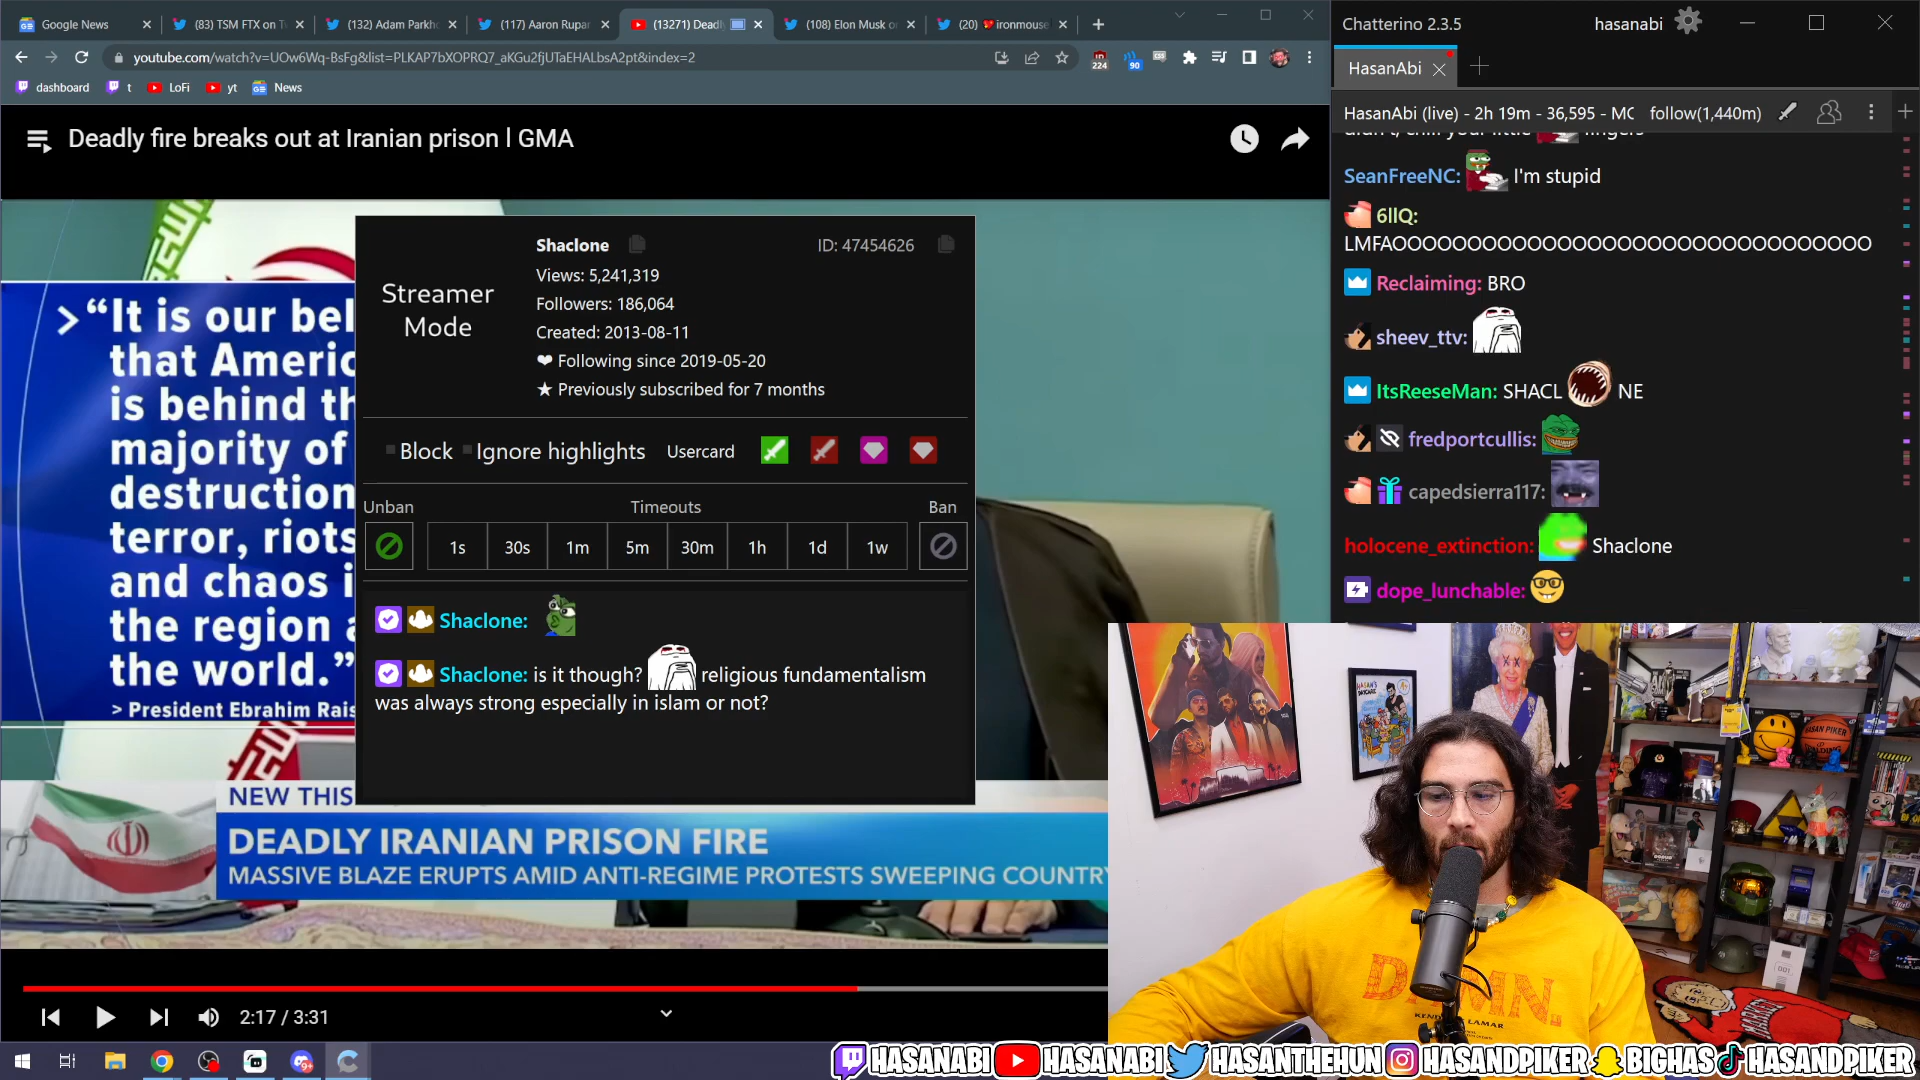 Google News
(83) TSM FTX on Tw
(132) Adam Parkho
(117) Aaron Rupar
(13271) Deadly
(108) Elon Musk on
(20) ironmouse
youtube.com/watch?v=UOw6Wq-BsFg&list=PLKAP7bXOPRQ7_aKGu2fjUTaEHALbsA2pt&index=2
224
90
dashboard
t
LoFi
yt
News
Deadly fire breaks out at Iranian prison l GMA
>“It is our bel
that Americ
is behind th
majority of
destruction
terror, riots
and chaos i
the region a
the world.”
> President Ebrahim Rais
Streamer
Mode
Shaclone
ID: 47454626
Views: 5,241,319
Followers: 186,064
Created: 2013-08-11
❤ Following since 2019-05-20
★ Previously subscribed for 7 months
Block
Ignore highlights
Usercard
Unban
Timeouts
Ban
1s
30s
1m
5m
30m
1h
1d
1w
Shaclone:
Shaclone: is it though? religious fundamentalism
was always strong especially in islam or not?
NEW THIS
DEADLY IRANIAN PRISON FIRE
MASSIVE BLAZE ERUPTS AMID ANTI-REGIME PROTESTS SWEEPING COUNTRY
2:17 / 3:31
Chatterino 2.3.5
hasanabi
HasanAbi
HasanAbi (live) - 2h 19m - 36,595 - MC
follow(1,440m)
SeanFreeNC: I'm stupid
6llQ:
LMFAOOOOOOOOOOOOOOOOOOOOOOOOOOOOOOOO
Reclaiming: BRO
sheev_ttv:
ItsReeseMan: SHACL NE
fredportcullis:
capedsierra117:
holocene_extinction: Shaclone
dope_lunchable:
HASANABI
HASANABI
HASANTHEHUN
HASANDPIKER
BIGHAS
HASANDPIKER